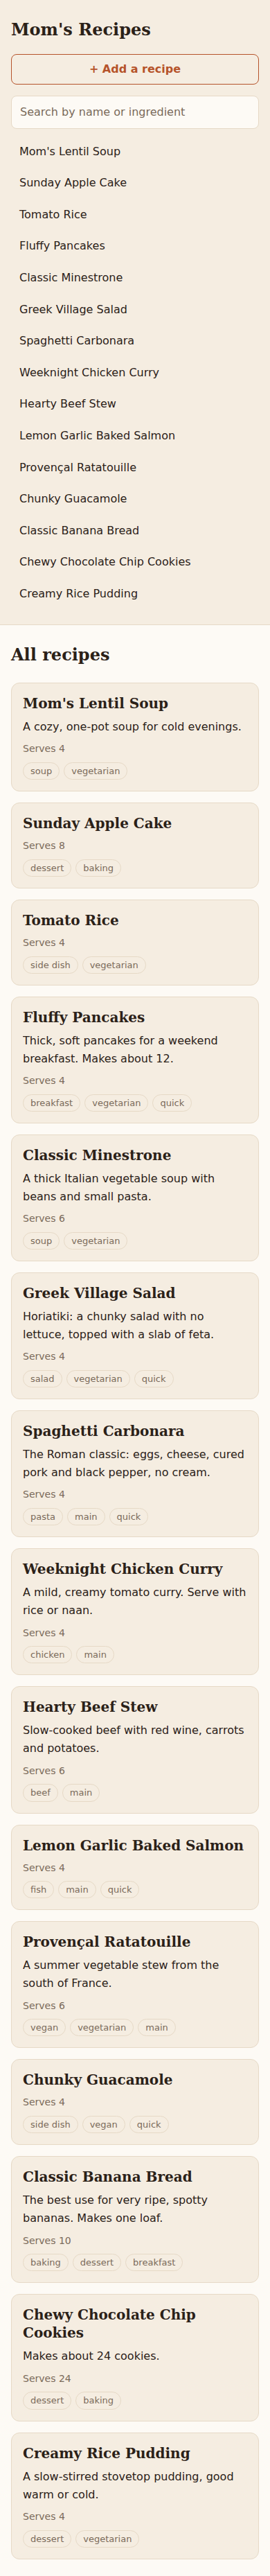 Mom's Recipes
+ Add a recipe
Search by name or ingredient
Mom's Lentil Soup
Sunday Apple Cake
Tomato Rice
Fluffy Pancakes
Classic Minestrone
Greek Village Salad
Spaghetti Carbonara
Weeknight Chicken Curry
Hearty Beef Stew
Lemon Garlic Baked Salmon
Provençal Ratatouille
Chunky Guacamole
Classic Banana Bread
Chewy Chocolate Chip Cookies
Creamy Rice Pudding
All recipes
Mom's Lentil Soup
A cozy, one-pot soup for cold evenings.
Serves 4
soup vegetarian
Sunday Apple Cake
Serves 8
dessert baking
Tomato Rice
Serves 4
side dish vegetarian
Fluffy Pancakes
Thick, soft pancakes for a weekend
breakfast. Makes about 12.
Serves 4
breakfast vegetarian quick
Classic Minestrone
A thick Italian vegetable soup with
beans and small pasta.
Serves 6
soup vegetarian
Greek Village Salad
Horiatiki: a chunky salad with no
lettuce, topped with a slab of feta.
Serves 4
salad vegetarian quick
Spaghetti Carbonara
The Roman classic: eggs, cheese, cured
pork and black pepper, no cream.
Serves 4
pasta main quick
Weeknight Chicken Curry
A mild, creamy tomato curry. Serve with
rice or naan.
Serves 4
chicken main
Hearty Beef Stew
Slow-cooked beef with red wine, carrots
and potatoes.
Serves 6
beef main
Lemon Garlic Baked Salmon
Serves 4
fish main quick
Provençal Ratatouille
A summer vegetable stew from the
south of France.
Serves 6
vegan vegetarian main
Chunky Guacamole
Serves 4
side dish vegan quick
Classic Banana Bread
The best use for very ripe, spotty
bananas. Makes one loaf.
Serves 10
baking dessert breakfast
Chewy Chocolate Chip
Cookies
Makes about 24 cookies.
Serves 24
dessert baking
Creamy Rice Pudding
A slow-stirred stovetop pudding, good
warm or cold.
Serves 4
dessert vegetarian